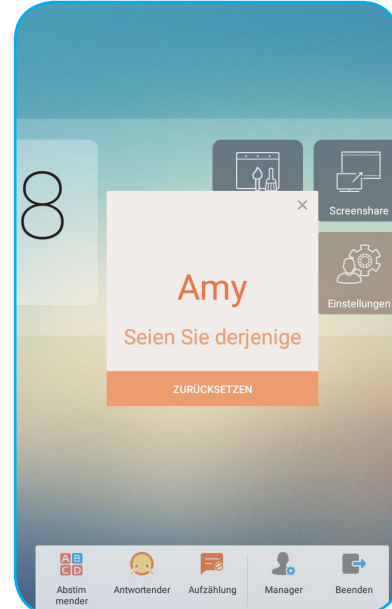 8
Screenshare
×
Amy
Einstellungen
Seien Sie derjenige
ZURÜCKSETZEN
A B
C D
Abstim
mender
Antwortender
Aufzählung
Manager
Beenden